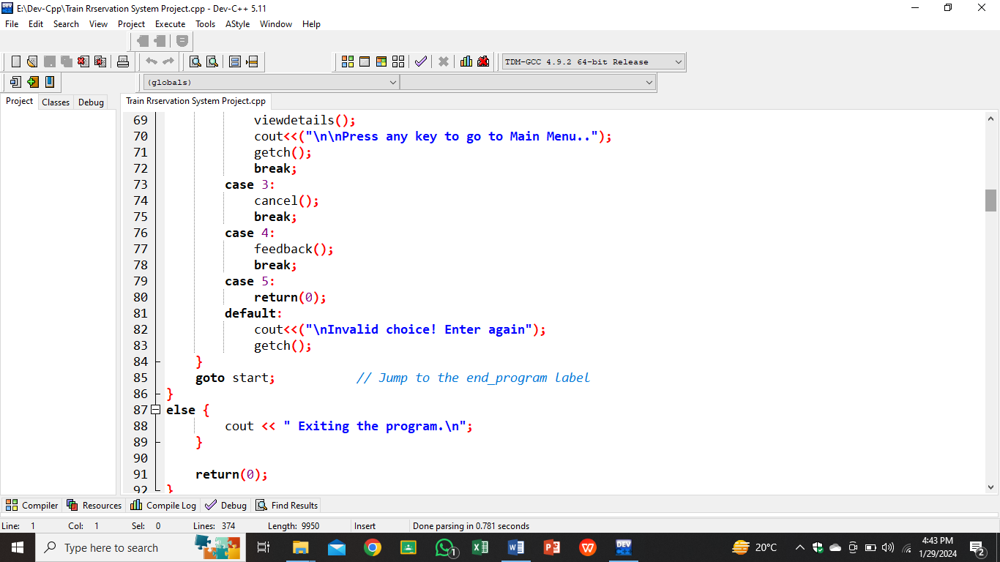 E:\Dev-Cpp\Train Rrservation System Project.cpp - Dev-C++ 5.11
File Edit Search View Project Execute Tools AStyle Window Help
TDM-GCC 4.9.2 64-bit Release
(globals)
Project Classes Debug
Train Rrservation System Project.cpp
69 viewdetails();
70 cout<<("\n\nPress any key to go to Main Menu..");
71 getch();
72 break;
73 case 3:
74 cancel();
75 break;
76 case 4:
77 feedback();
78 break;
79 case 5:
80 return(0);
81 default:
82 cout<<("\nInvalid choice! Enter again");
83 getch();
84 }
85 goto start; // Jump to the end_program label
86 }
87 else {
88 cout << " Exiting the program.\n";
89 }
90
91 return(0);
92 }
Compiler Resources Compile Log Debug Find Results
Line: 1 Col: 1 Sel: 0 Lines: 374 Length: 9950 Insert Done parsing in 0.781 seconds
Type here to search
DEV
20°C
4:43 PM
1/29/2024
1
2